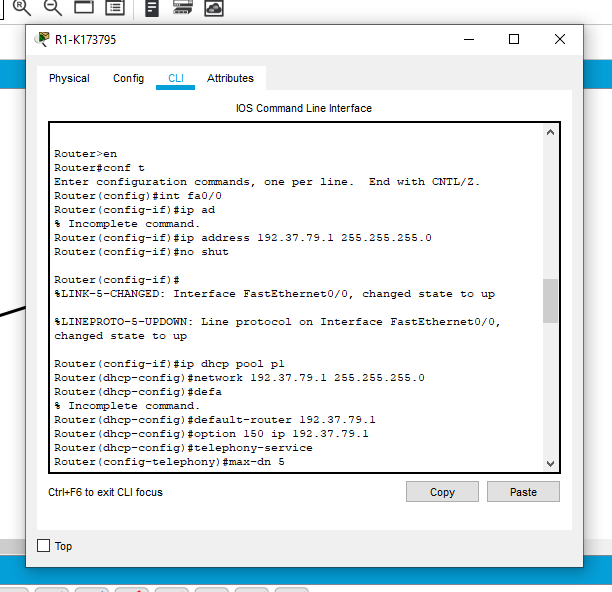 R1-K173795
Physical Config CLI Attributes
IOS Command Line Interface
Router>en
Router#conf t
Enter configuration commands, one per line.  End with CNTL/Z.
Router(config)#int fa0/0
Router(config-if)#ip ad
% Incomplete command.
Router(config-if)#ip address 192.37.79.1 255.255.255.0
Router(config-if)#no shut
Router(config-if)#
%LINK-5-CHANGED: Interface FastEthernet0/0, changed state to up
%LINEPROTO-5-UPDOWN: Line protocol on Interface FastEthernet0/0,
changed state to up
Router(config-if)#ip dhcp pool p1
Router(dhcp-config)#network 192.37.79.1 255.255.255.0
Router(dhcp-config)#defa
% Incomplete command.
Router(dhcp-config)#default-router 192.37.79.1
Router(dhcp-config)#option 150 ip 192.37.79.1
Router(dhcp-config)#telephony-service
Router(config-telephony)#max-dn 5
Ctrl+F6 to exit CLI focus
Copy Paste
Top